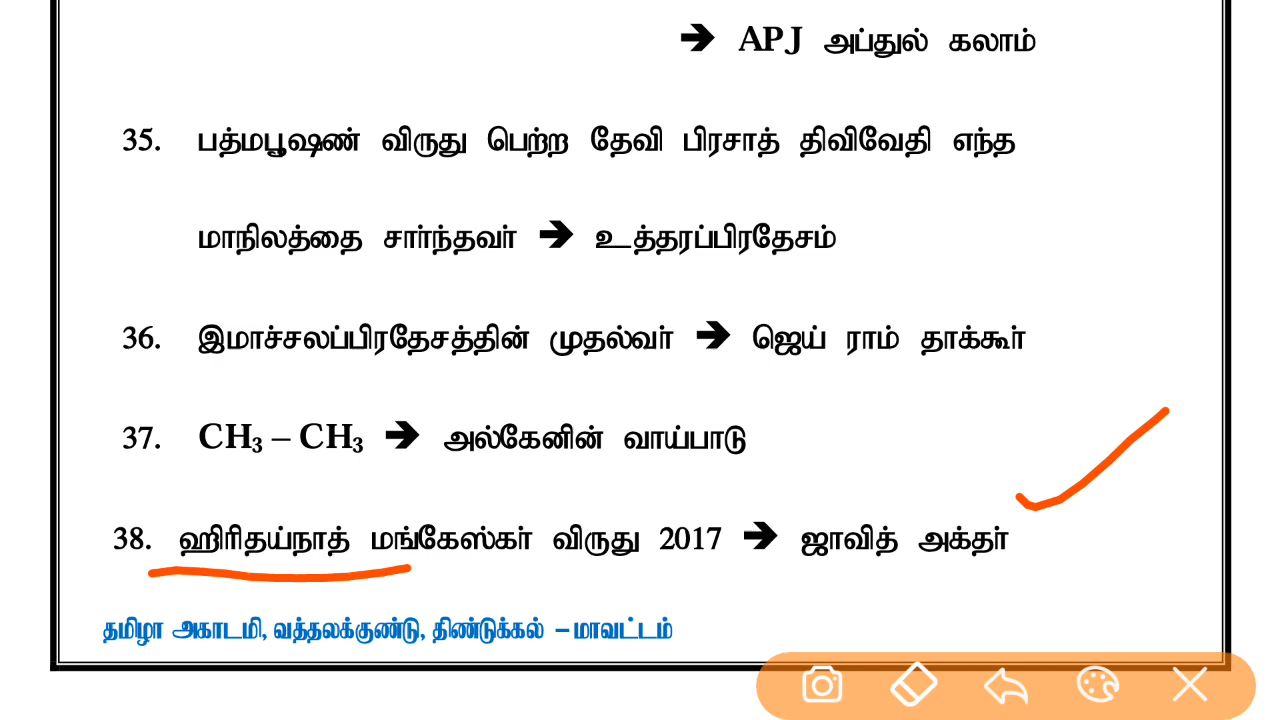 ➔ APJ அப்துல் கலாம்
35. பத்மபூஷண் விருது பெற்ற தேவி பிரசாத் திவிவேதி எந்த
மாநிலத்தை சார்ந்தவர் ➔ உத்தரப்பிரதேசம்
36. இமாச்சலப்பிரதேசத்தின் முதல்வர் ➔ ஜெய் ராம் தாக்கூர்
37. CH₃ – CH₃ ➔ அல்கேனின் வாய்பாடு
38. ஹிரிதய்நாத் மங்கேஸ்கர் விருது 2017 ➔ ஜாவித் அக்தர்
தமிழா அகாடமி, வத்தலக்குண்டு, திண்டுக்கல் – மாவட்டம்